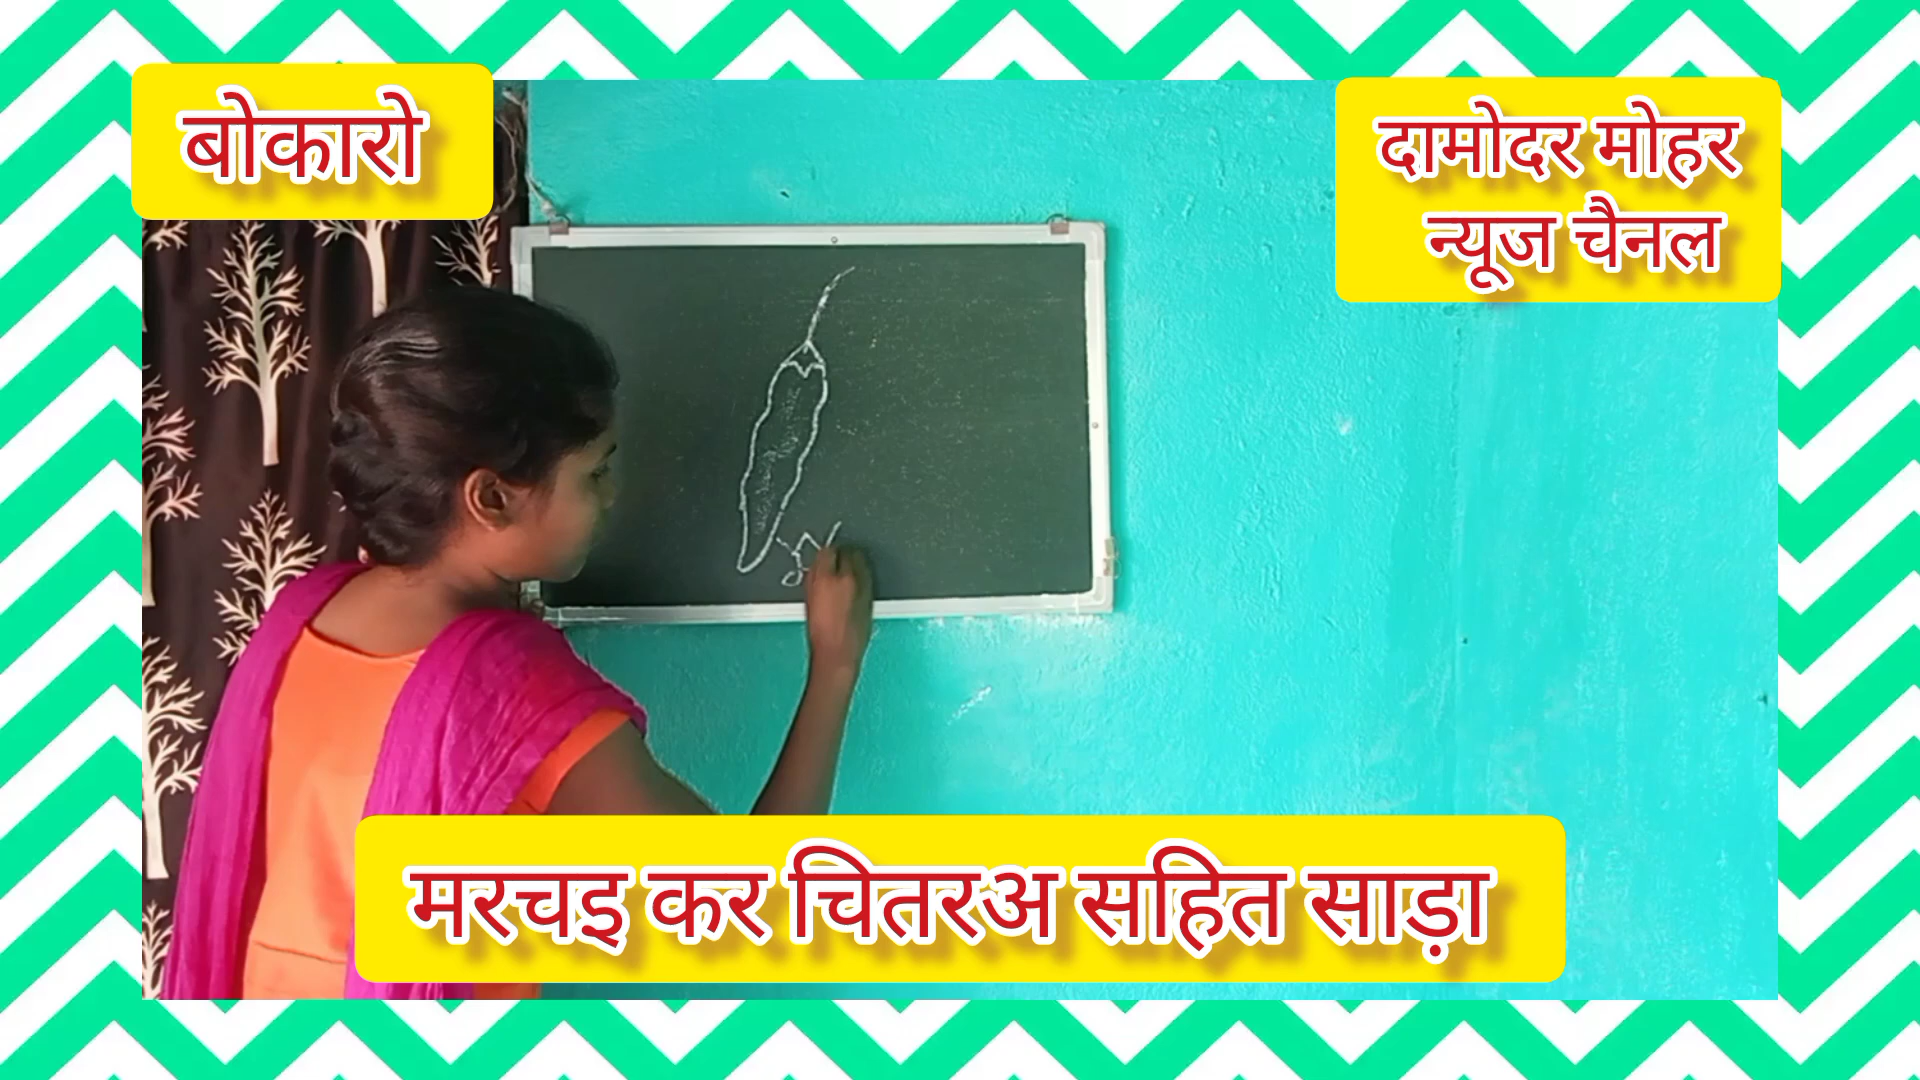 बोकारो
दामोदर मोहर
न्यूज चैनल
मरचइ कर चितरअ सहित साड़ा